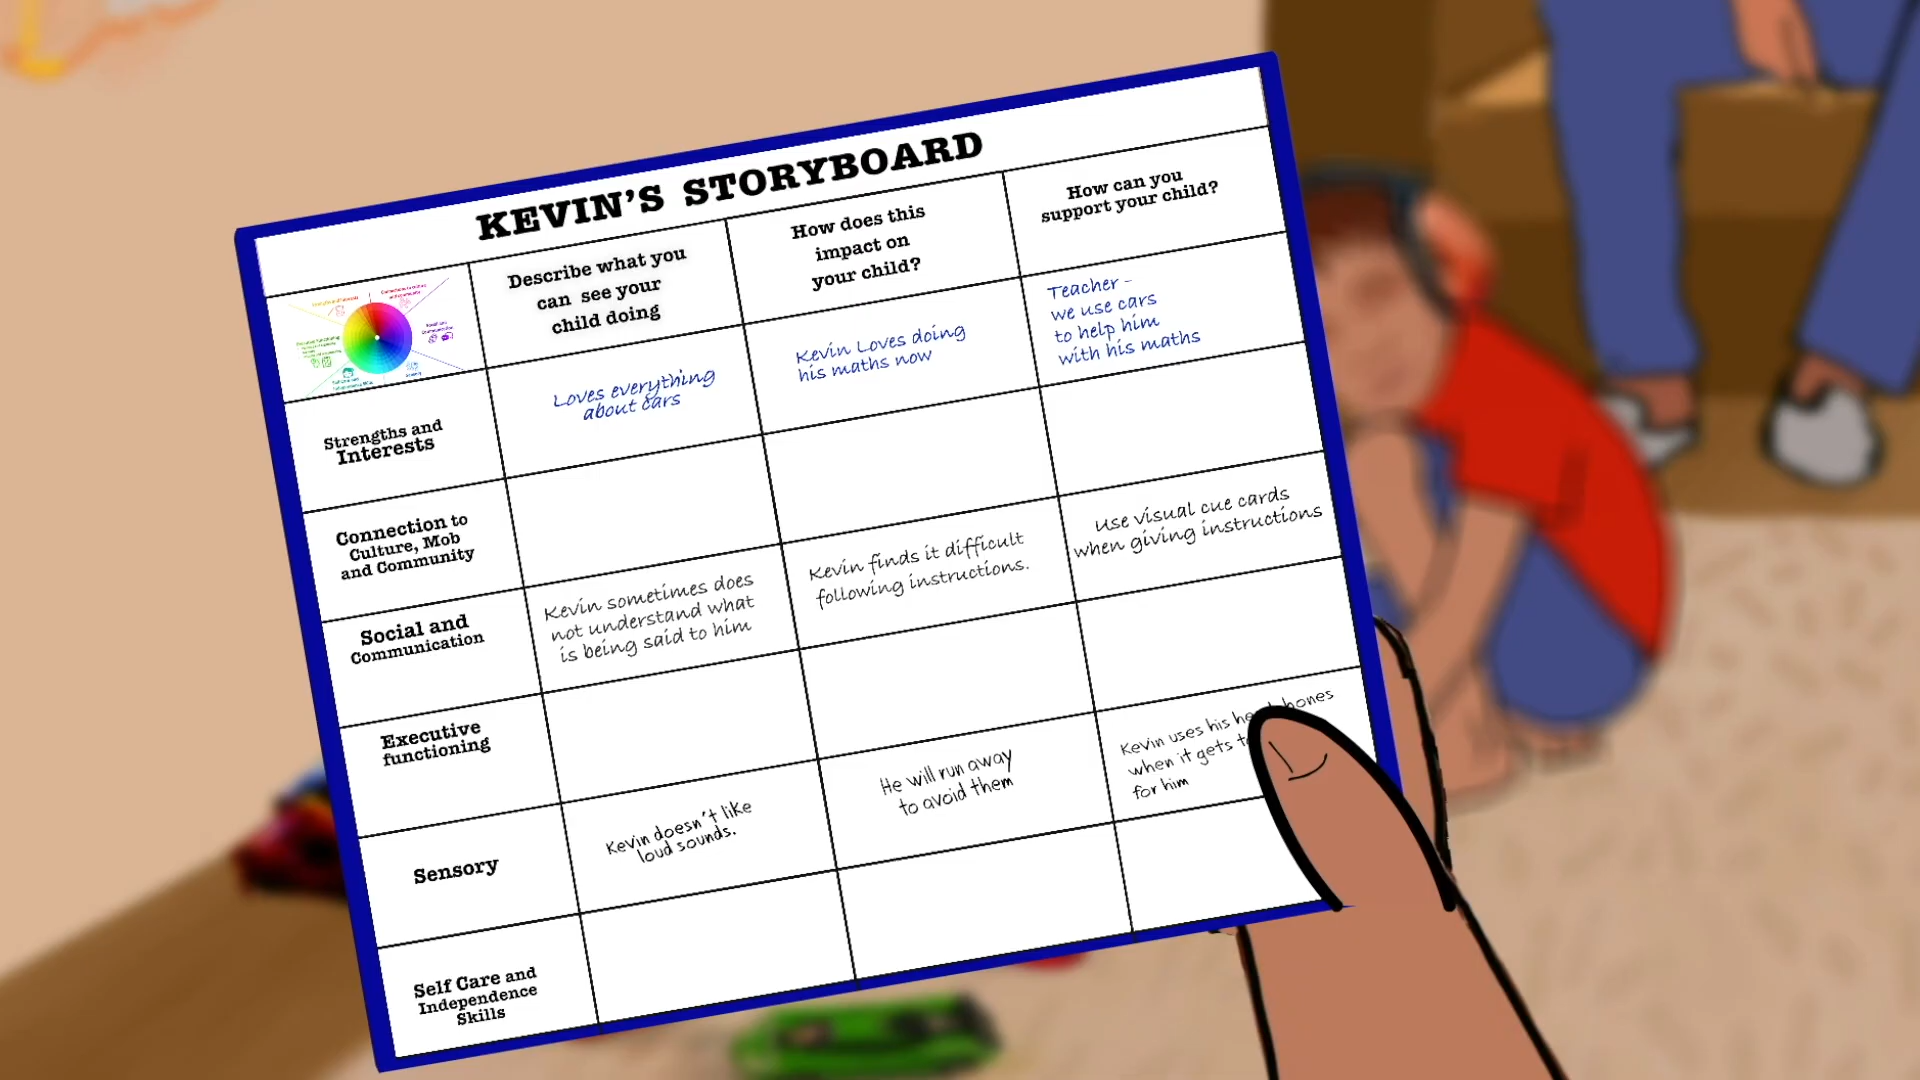 KEVIN'S STORYBOARD
Describe what you
can see your
child doing
How does this
impact on
your child?
How can you
support your child?
Strengths and
Interests
Loves everything
about cars
Kevin Loves doing
his maths now
Teacher -
we use cars
to help him
with his maths
Connection to
Culture, Mob
and Community
Social and
Communication
Kevin sometimes does
not understand what
is being said to him
Kevin finds it difficult
following instructions.
Use visual cue cards
when giving instructions
Executive
functioning
Sensory
Kevin doesn't like
loud sounds.
He will run away
to avoid them
Kevin uses his
when it gets
for him
Self Care and
Independence
Skills